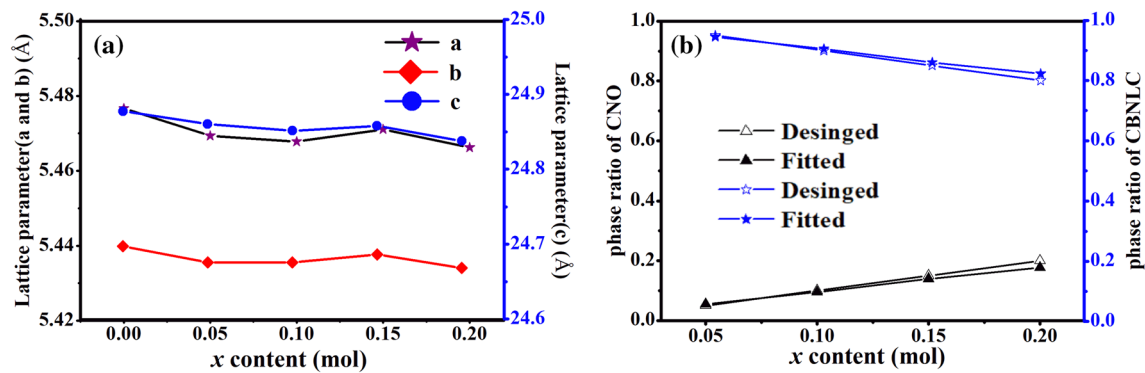 (a)
a
b
c
5.50
5.48
5.46
5.44
5.42
Lattice parameter(a and b) (Å)
25.0
24.9
24.8
24.7
24.6
Lattice parameter(c) (Å)
0.00 0.05 0.10 0.15 0.20
x content (mol)
(b)
Desinged
Fitted
Desinged
Fitted
1.0
0.8
0.6
0.4
0.2
0.0
phase ratio of CNO
1.0
0.8
0.6
0.4
0.2
0.0
phase ratio of CBNLC
0.05 0.10 0.15 0.20
x content (mol)